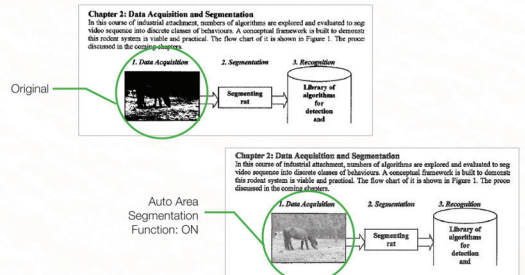 Chapter 2: Data Acquisition and Segmentation
In this course of industrial attachment, numbers of algorithms are explored and evaluated to seg
video sequence into discrete classes of behaviours. A conceptual framework is built to demonstr
this rodent system is viable and practical. The flow chart of it is shown in Figure 1. The proces
discussed in the coming chapters.
1. Data Acquisition 2. Segmentation 3. Recognition
Original
Segmenting
rat
Library of
algorithms
for
detection
and
Chapter 2: Data Acquisition and Segmentation
In this course of industrial attachment, numbers of algorithms are explored and evaluated to seg
video sequence into discrete classes of behaviours. A conceptual framework is built to demonstr
this rodent system is viable and practical. The flow chart of it is shown in Figure 1. The proces
discussed in the coming chapters.
1. Data Acquisition 2. Segmentation 3. Recognition
Auto Area
Segmentation
Function: ON
Segmenting
rat
Library of
algorithms
for
detection
and